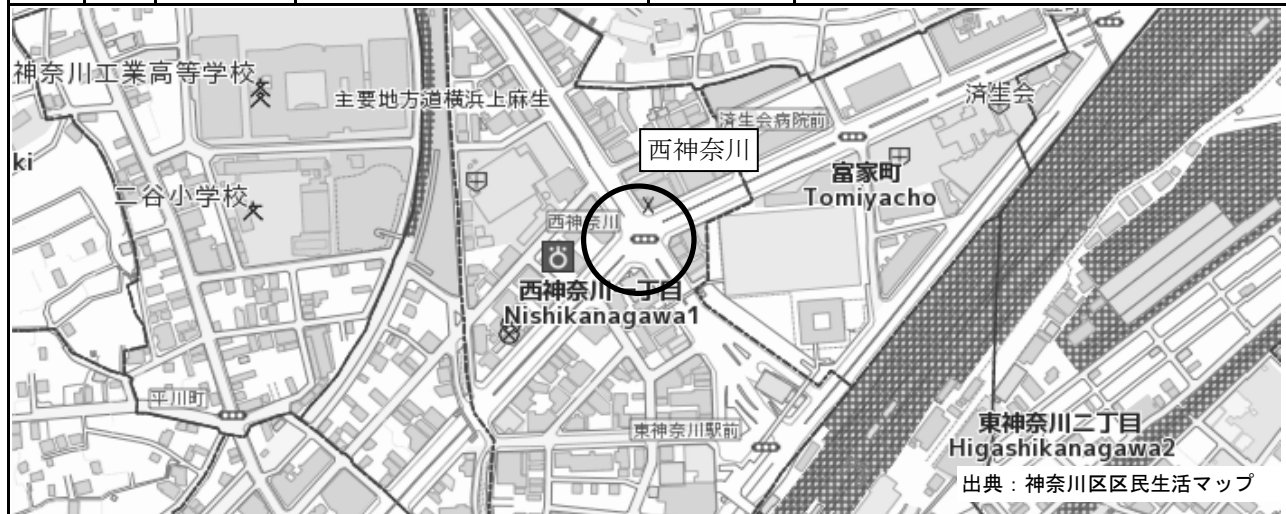 神奈川工業高等学校
主要地方道横浜上麻生
済生会
済生会病院前
西神奈川
ki
富家町
Tomiyacho
二谷小学校
西神奈川
西神奈川一丁目
Nishikanagawa1
平川町
東神奈川駅前
東神奈川二丁目
Higashikanagawa2
出典：神奈川区区民生活マップ